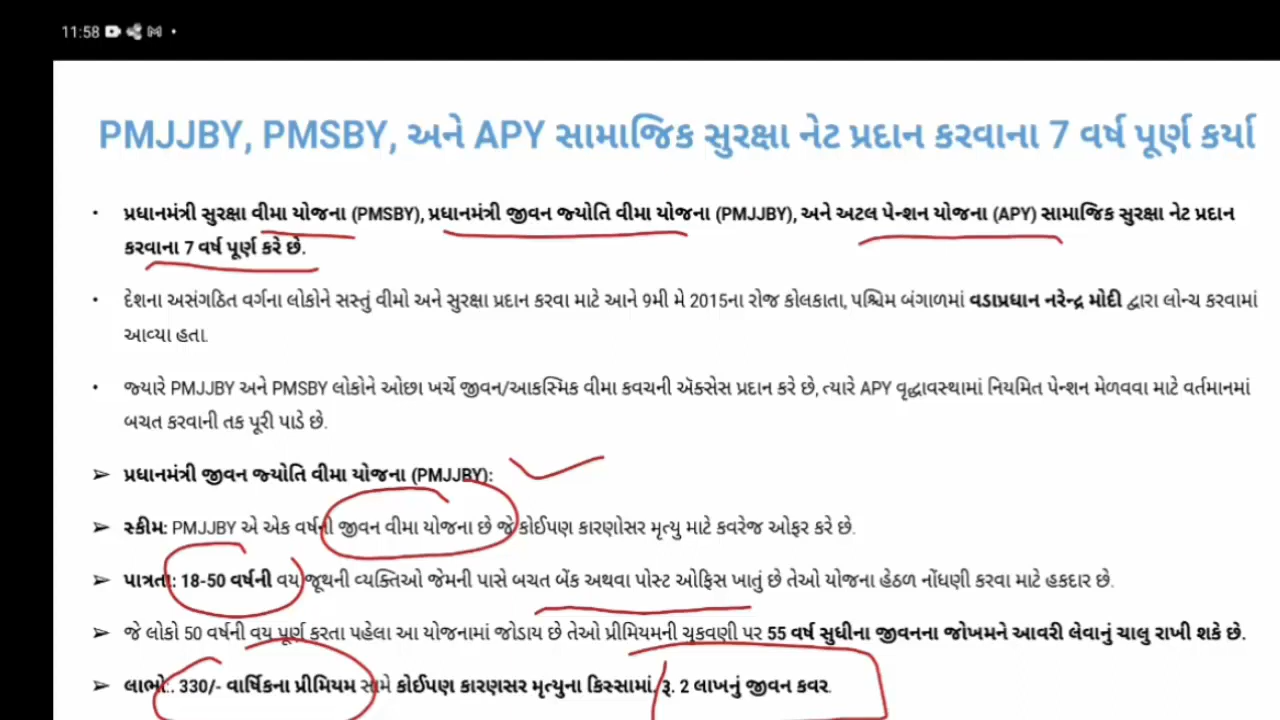 11:58
PMJJBY, PMSBY, અને APY સામાજિક સુરક્ષા નેટ પ્રદાન કરવાના 7 વર્ષ પૂર્ણ કર્યા
• પ્રધાનમંત્રી સુરક્ષા વીમા યોજના (PMSBY), પ્રધાનમંત્રી જીવન જ્યોતિ વીમા યોજના (PMJJBY), અને અટલ પેન્શન યોજના (APY) સામાજિક સુરક્ષા નેટ પ્રદાન
કરવાના 7 વર્ષ પૂર્ણ કરે છે.
• દેશના અસંગઠિત વર્ગના લોકોને સસ્તું વીમો અને સુરક્ષા પ્રદાન કરવા માટે આને 9મી મે 2015ના રોજ કોલકાતા, પશ્ચિમ બંગાળમાં વડાપ્રધાન નરેન્દ્ર મોદી દ્વારા લોન્ચ કરવામાં
આવ્યા હતા.
• જ્યારે PMJJBY અને PMSBY લોકોને ઓછા ખર્ચે જીવન/આકસ્મિક વીમા કવચની ઍક્સેસ પ્રદાન કરે છે, ત્યારે APY વૃદ્ધાવસ્થામાં નિયમિત પેન્શન મેળવવા માટે વર્તમાનમાં
બચત કરવાની તક પૂરી પાડે છે.
➢ પ્રધાનમંત્રી જીવન જ્યોતિ વીમા યોજના (PMJJBY):
➢ સ્કીમ: PMJJBY એ એક વર્ષની જીવન વીમા યોજના છે જે કોઈપણ કારણોસર મૃત્યુ માટે કવરેજ ઓફર કરે છે.
➢ પાત્રતા: 18-50 વર્ષની વય જૂથની વ્યક્તિઓ જેમની પાસે બચત બેંક અથવા પોસ્ટ ઓફિસ ખાતું છે તેઓ યોજના હેઠળ નોંધણી કરવા માટે હકદાર છે.
➢ જે લોકો 50 વર્ષની વય પૂર્ણ કરતા પહેલા આ યોજનામાં જોડાય છે તેઓ પ્રીમિયમની ચૂકવણી પર 55 વર્ષ સુધીના જીવનના જોખમને આવરી લેવાનું ચાલુ રાખી શકે છે.
➢ લાભો:. 330/- વાર્ષિકના પ્રીમિયમ સામે કોઈપણ કારણસર મૃત્યુના કિસ્સામાં. રૂ. 2 લાખનું જીવન કવર.